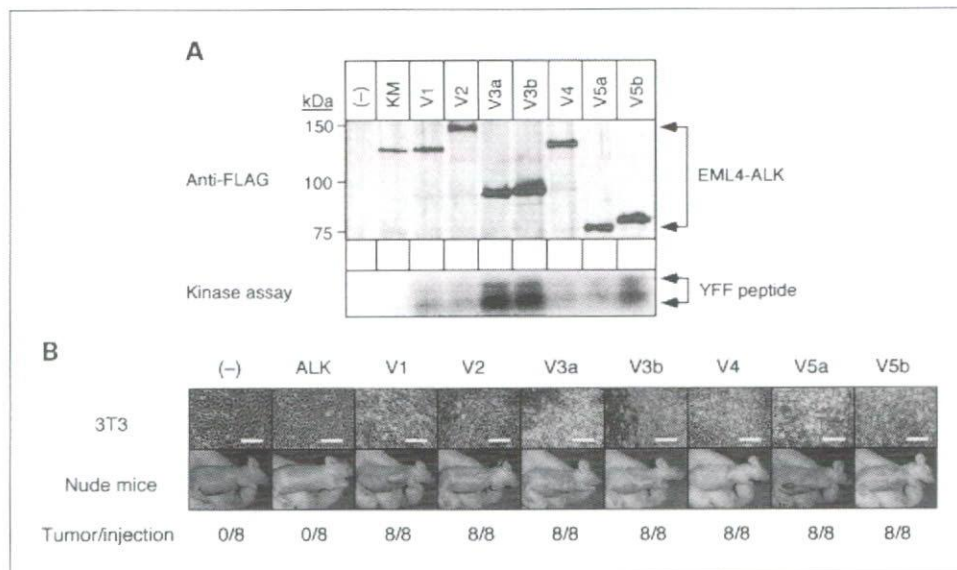 A
(-) KM V1 V2 V3a V3b V4 V5a V5b
kDa
150
Anti-FLAG 100 EML4-ALK
75
Kinase assay YFF peptide
B
(-) ALK V1 V2 V3a V3b V4 V5a V5b
3T3
Nude mice
Tumor/injection 0/8 0/8 8/8 8/8 8/8 8/8 8/8 8/8 8/8